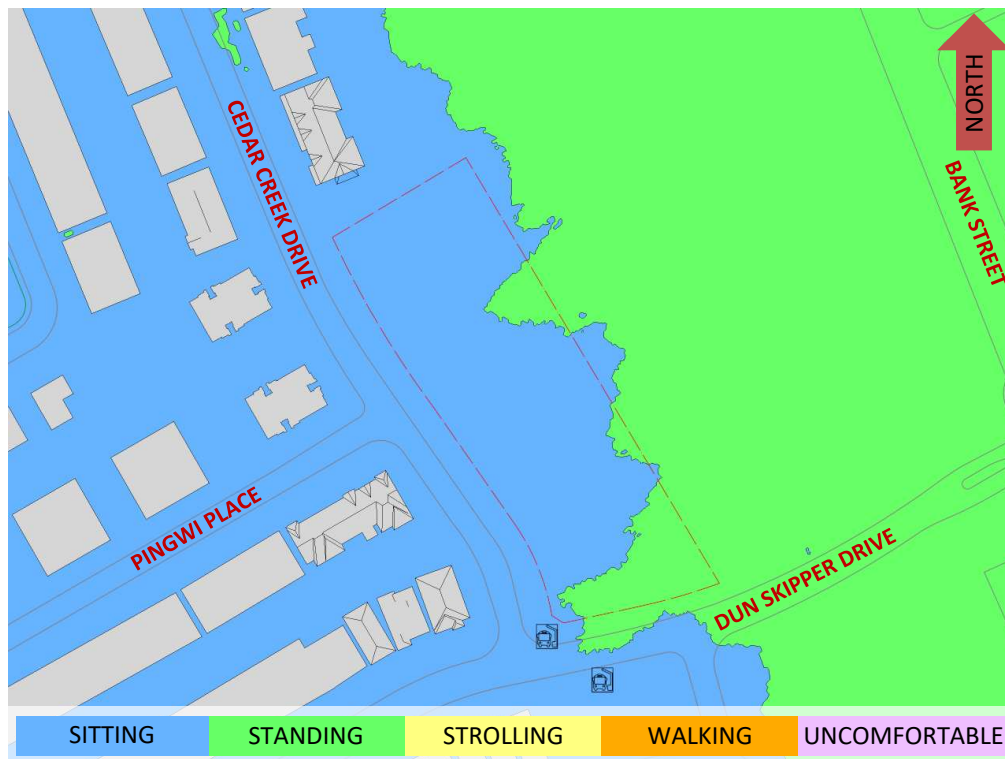 NORTH
CEDAR CREEK DRIVE
BANK STREET
PINGWI PLACE
DUN SKIPPER DRIVE
SITTING
STANDING
STROLLING
WALKING
UNCOMFORTABLE